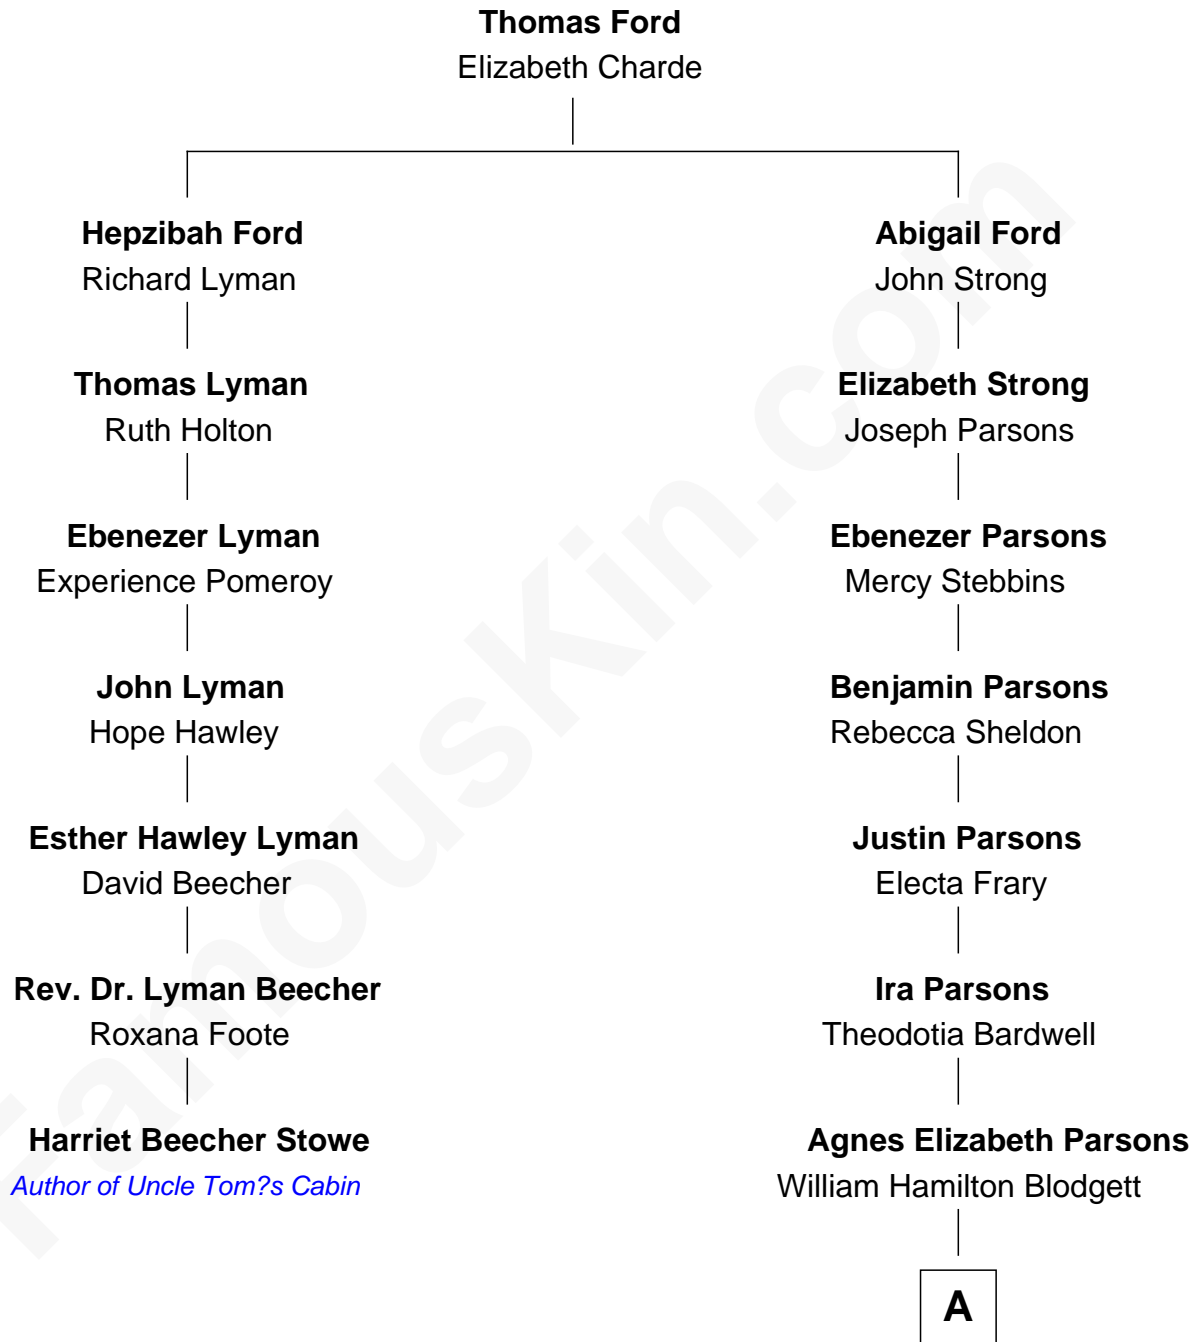 Thomas Ford
Elizabeth Charde
Hepzibah Ford
Richard Lyman
Abigail Ford
John Strong
Thomas Lyman
Ruth Holton
Elizabeth Strong
Joseph Parsons
Ebenezer Lyman
Experience Pomeroy
Ebenezer Parsons
Mercy Stebbins
John Lyman
Hope Hawley
Benjamin Parsons
Rebecca Sheldon
Esther Hawley Lyman
David Beecher
Justin Parsons
Electa Frary
Rev. Dr. Lyman Beecher
Roxana Foote
Ira Parsons
Theodotia Bardwell
Harriet Beecher Stowe
Author of Uncle Tom?s Cabin
Agnes Elizabeth Parsons
William Hamilton Blodgett
A
FamousKin.com